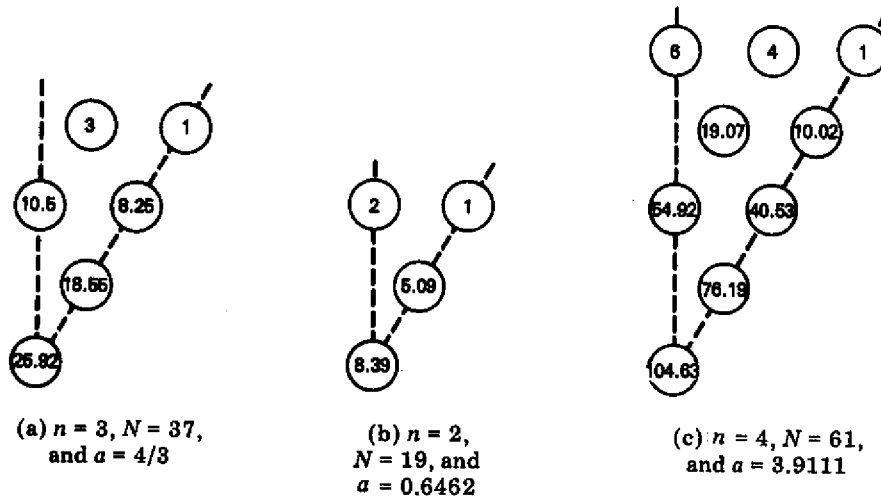 6 4 1
3 1
19.07 10.02
10.5 8.25
2 1
54.92 40.53
18.55
5.09
76.19
25.82
8.39
104.63
(a) n = 3, N = 37,
and a = 4/3
(b) n = 2,
N = 19, and
a = 0.6462
(c) n = 4, N = 61,
and a = 3.9111